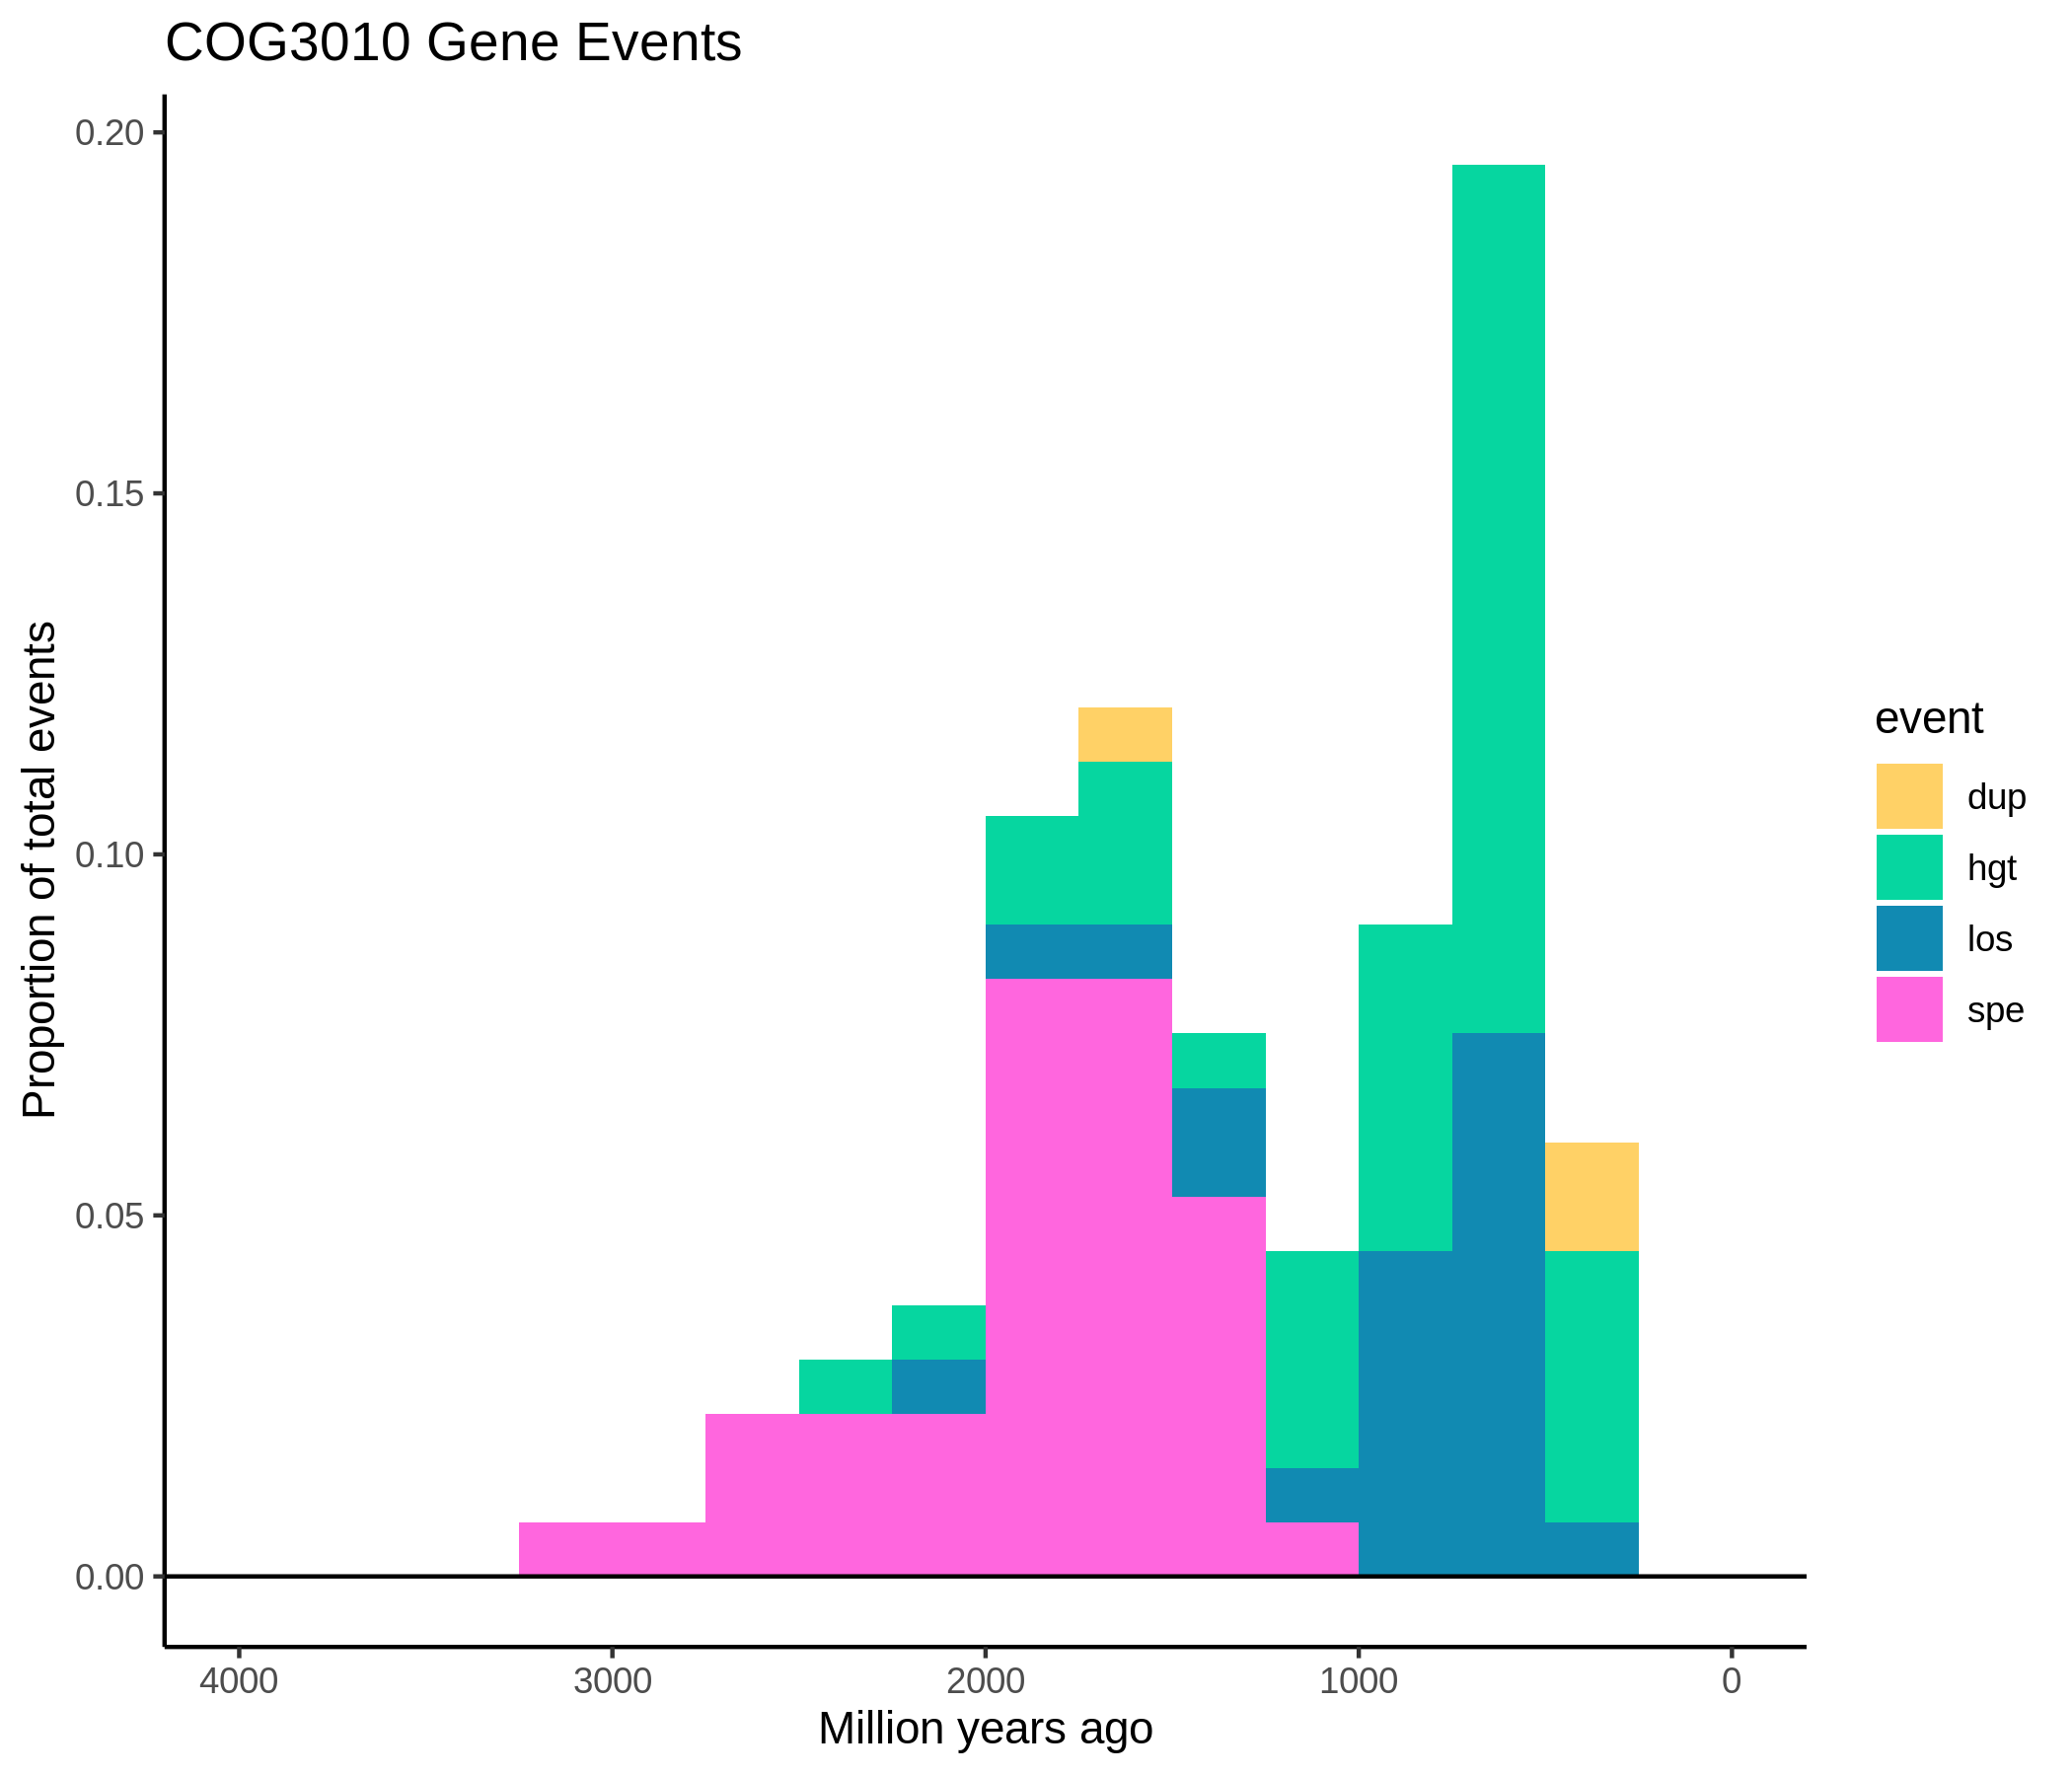 COG3010 Gene Events
Proportion of total events
0.20
0.15
0.10
0.05
0.00
4000 3000 2000 1000 0
Million years ago
event
dup
hgt
los
spe